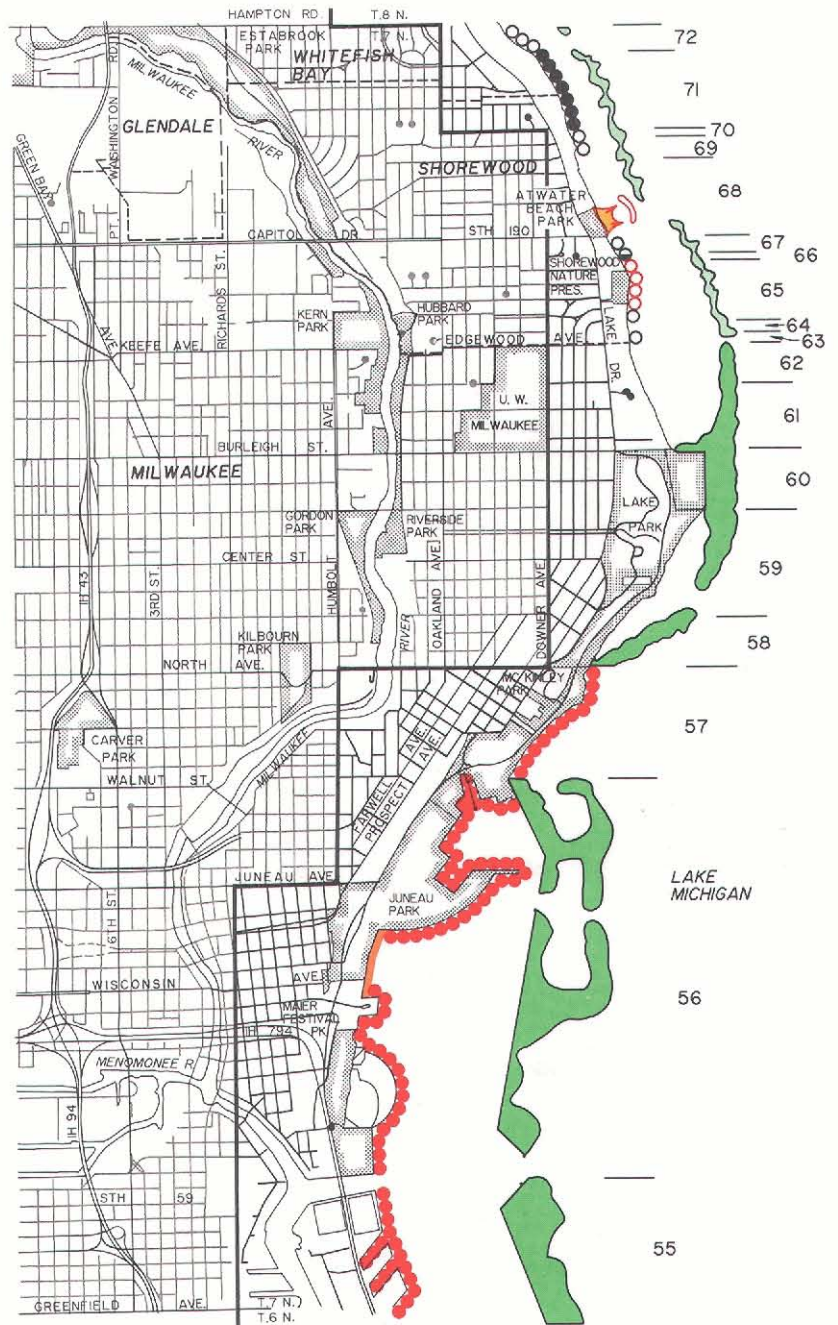 HAMPTON RD.
T.8 N.
T.7 N.
ESTABROOK
PARK
WHITEFISH
BAY
72
71
70
69
68
67
66
65
64
63
62
61
60
59
58
57
56
55
MILWAUKEE
RIVER
GLENDALE
PT. WASHINGTON RD.
GREEN BAY
AVE.
SHOREWOOD
ATWATER
BEACH
PARK
CAPITOL DR.
STH 190
SHOREWOOD
NATURE
PRES.
RICHARDS ST.
KERN
PARK
HUBBARD
PARK
EDGEWOOD AVE.
KEEFE AVE.
LAKE DR.
U. W.
MILWAUKEE
BURLEIGH ST.
MILWAUKEE
LAKE
PARK
GORDON
PARK
RIVERSIDE
PARK
CENTER ST.
HUMBOLT AVE.
OAKLAND AVE.
DOWNER AVE.
IH 43
3RD ST.
RIVER
KILBOURN
PARK
NORTH AVE.
MC KINLEY
PARK
CARVER
PARK
WALNUT ST.
MILWAUKEE
FARWELL AVE.
PROSPECT AVE.
JUNEAU AVE.
JUNEAU
PARK
LAKE
MICHIGAN
6TH ST.
WISCONSIN AVE.
MAIER
FESTIVAL
PK.
IH 794
MENOMONEE R.
IH 94
STH 59
GREENFIELD AVE.
T.7 N.
T.6 N.